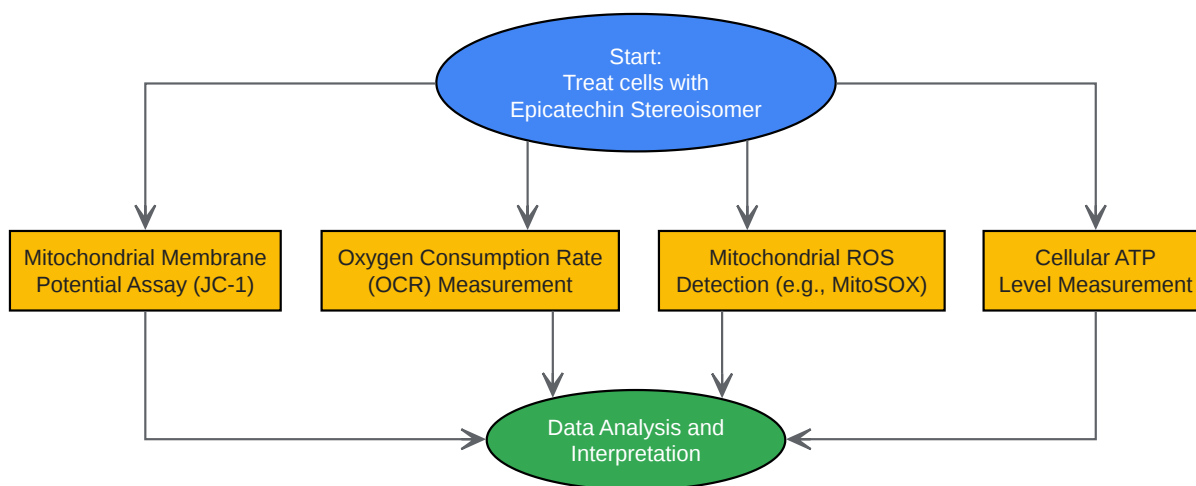 Start:
Treat cells with
Epicatechin Stereoisomer
Mitochondrial Membrane
Potential Assay (JC-1)
Oxygen Consumption Rate
(OCR) Measurement
Mitochondrial ROS
Detection (e.g., MitoSOX)
Cellular ATP
Level Measurement
Data Analysis and
Interpretation